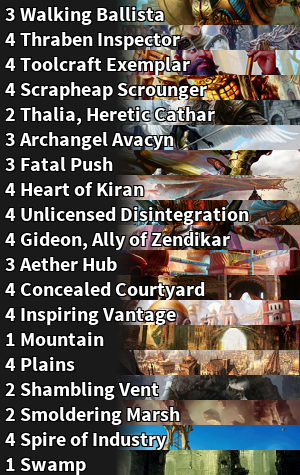 3 Walking Ballista
4 Thraben Inspector
4 Toolcraft Exemplar
4 Scrapheap Scrounger
2 Thalia, Heretic Cathar
3 Archangel Avacyn
3 Fatal Push
4 Heart of Kiran
4 Unlicensed Disintegration
4 Gideon, Ally of Zendikar
3 Aether Hub
4 Concealed Courtyard
4 Inspiring Vantage
1 Mountain
4 Plains
2 Shambling Vent
2 Smoldering Marsh
4 Spire of Industry
1 Swamp